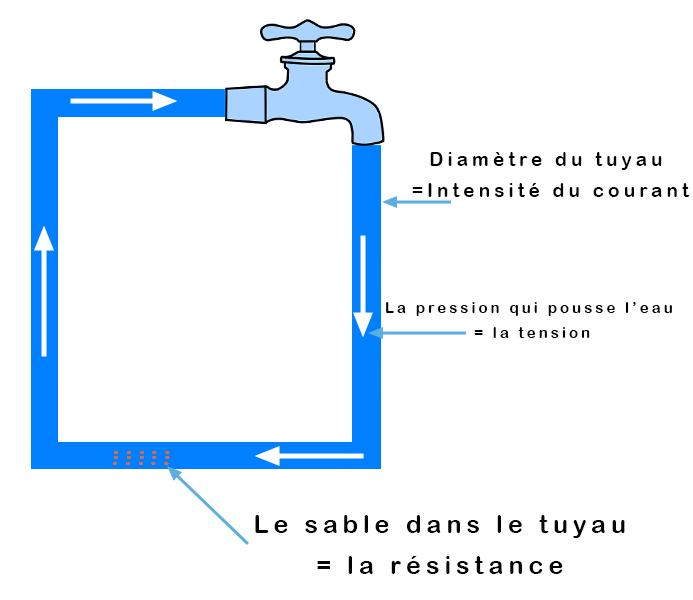 Diamètre du tuyau
=Intensité du courant
La pression qui pousse l'eau
= la tension
Le sable dans le tuyau
= la résistance